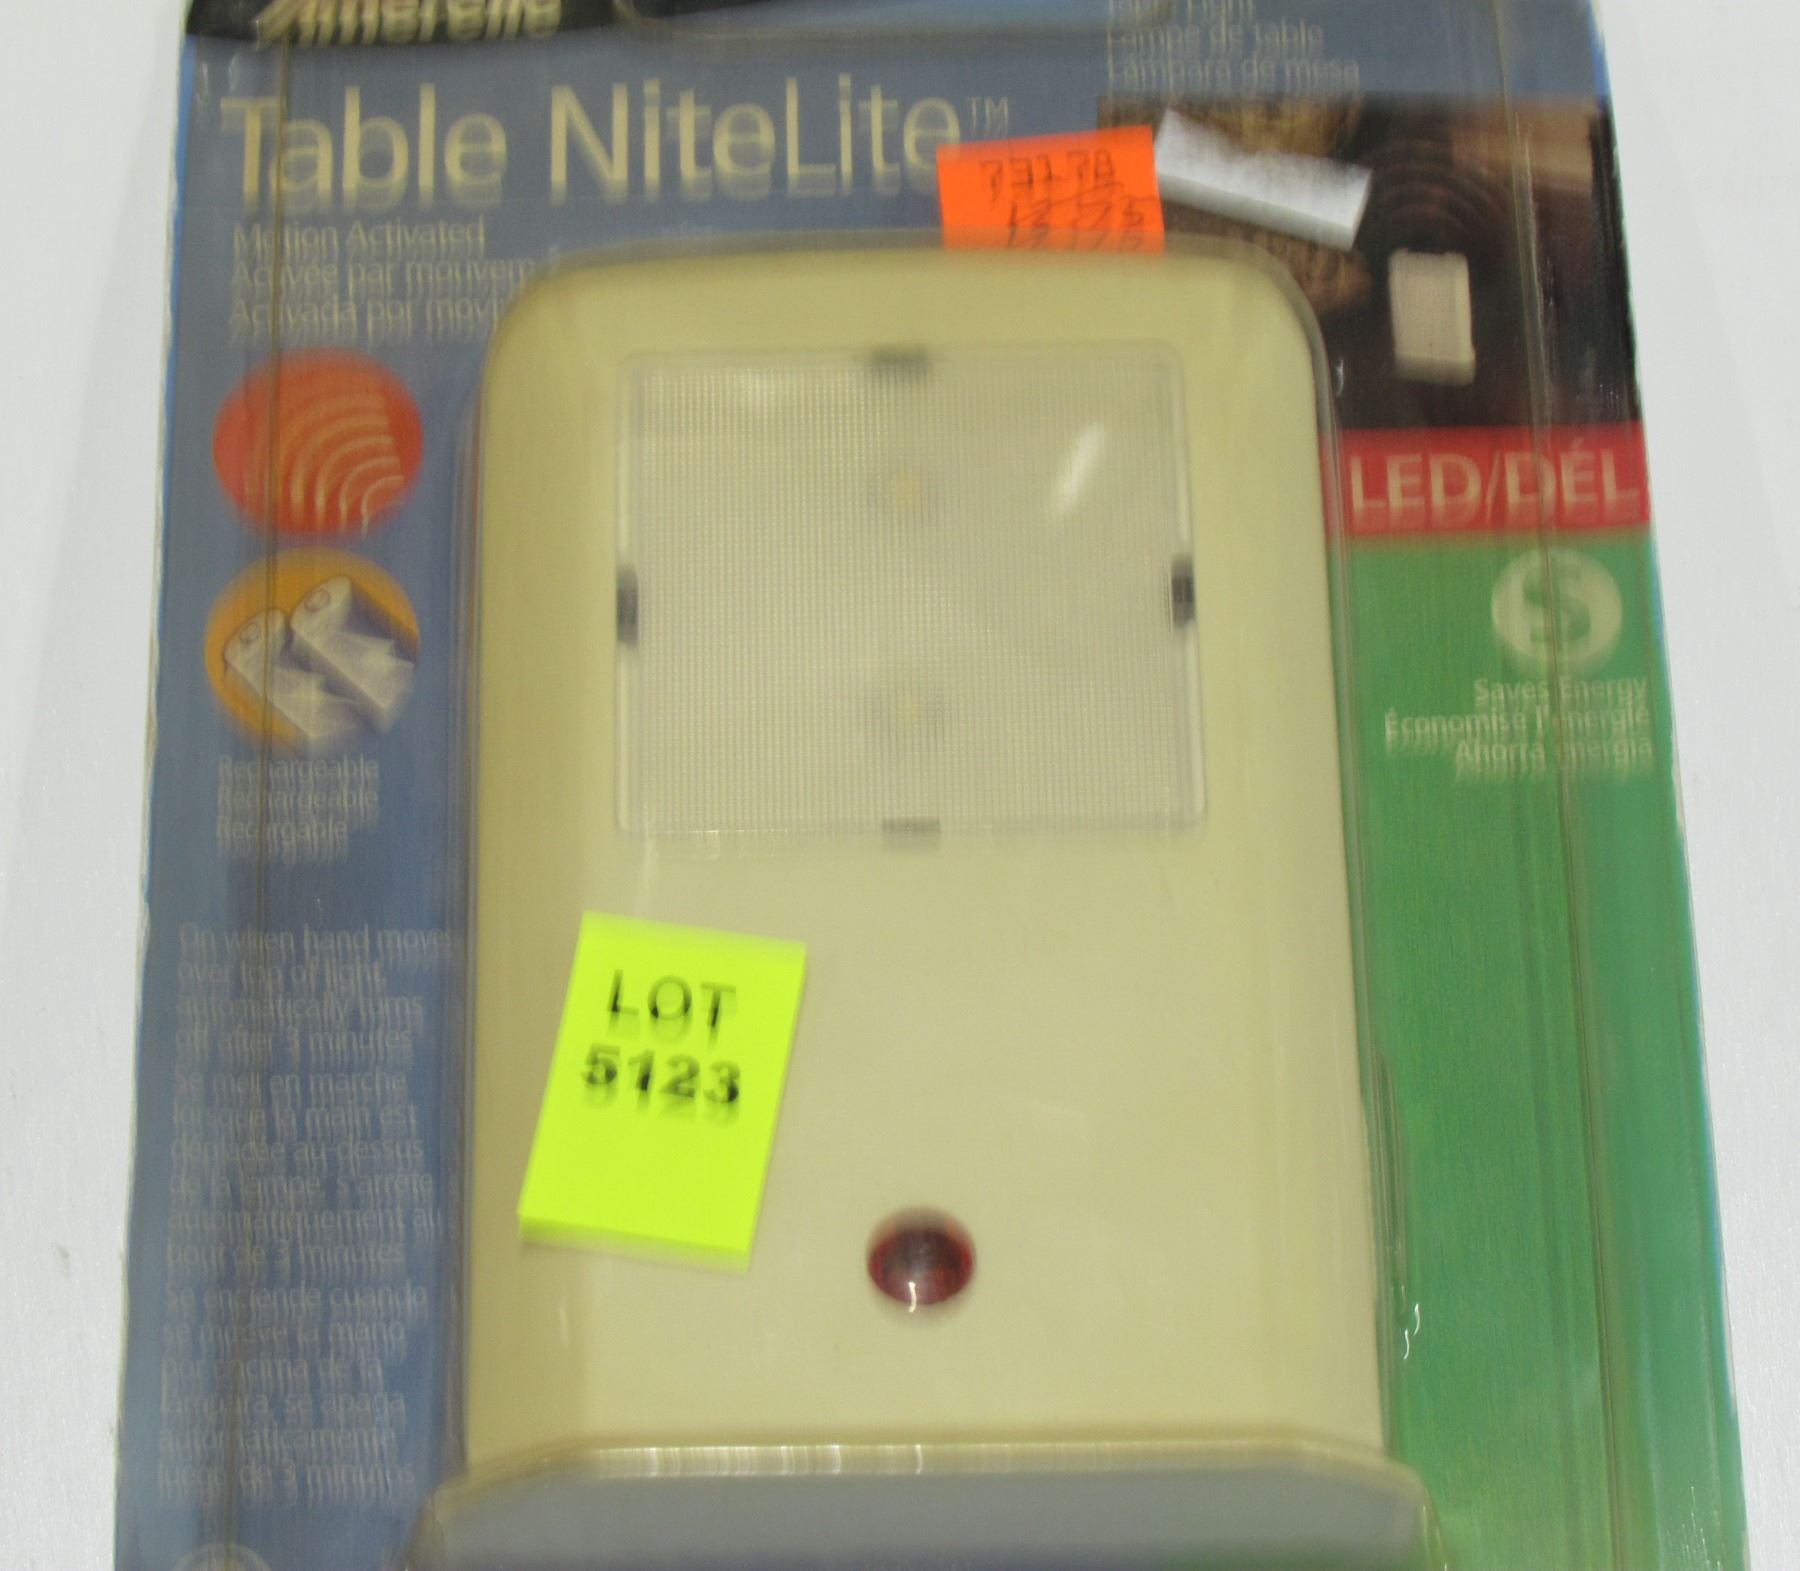 Amerelle
Table Light
Lampe de table
Lámpara de mesa
Table NiteLite™
73178
Motion Activated
Activée par mouvem
Activada por movi
LED/DÉL
S
Saves Energy
Économise l'énergie
Ahorra energía
Rechargeable
Rechargeable
Recargable
On when hand moves
over top of light,
automatically turns
off after 3 minutes
Se met en marche
lorsque la main est
déplacée au-dessus
de la lampe, s'arrête
automatiquement au
bout de 3 minutes
Se enciende cuando
se mueve la mano
por encima de la
lámpara, se apaga
automáticamente
luego de 3 minutos
LOT
5123